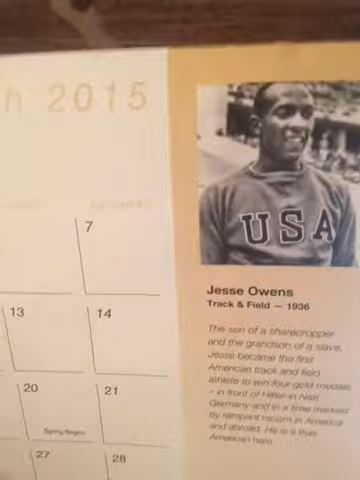 h 2015
7
13
14
20
Spring Begins
21
27
28
USA
Jesse Owens
Track & Field — 1936
The son of a sharecropper
and the grandson of a slave,
Jesse became the first
American track and field
athlete to win four gold medals
– in front of Hitler in Nazi
Germany and in a time marked
by rampant racism in America
and abroad. He is a true
American hero.